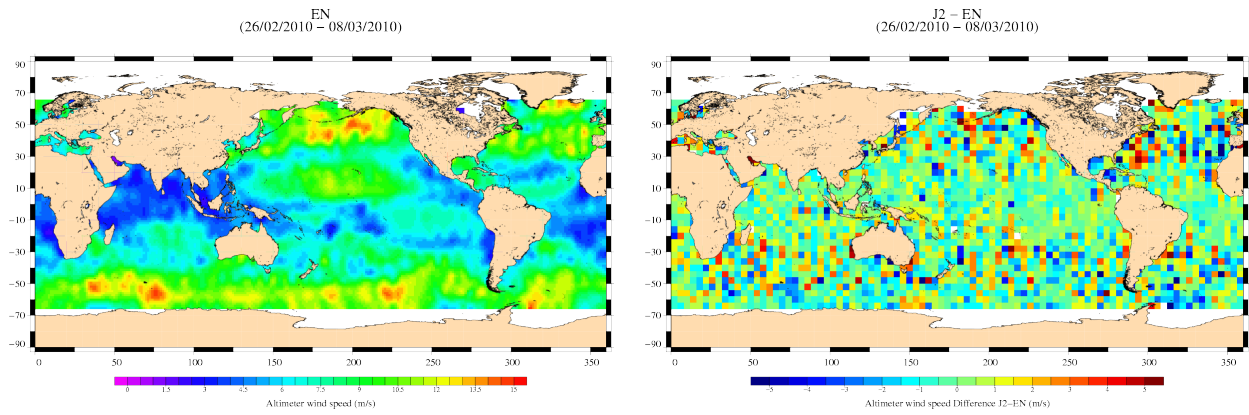 EN
(26/02/2010 − 08/03/2010)
90
70
50
30
10
−10
−30
−50
−70
−90
0 50 100 150 200 250 300 350
0 1.5 3 4.5 6 7.5 9 10.5 12 13.5 15
Altimeter wind speed (m/s)
J2 − EN
(26/02/2010 − 08/03/2010)
90
70
50
30
10
−10
−30
−50
−70
−90
0 50 100 150 200 250 300 350
−5 −4 −3 −2 −1 0 1 2 3 4 5
Altimeter wind speed Difference J2−EN (m/s)